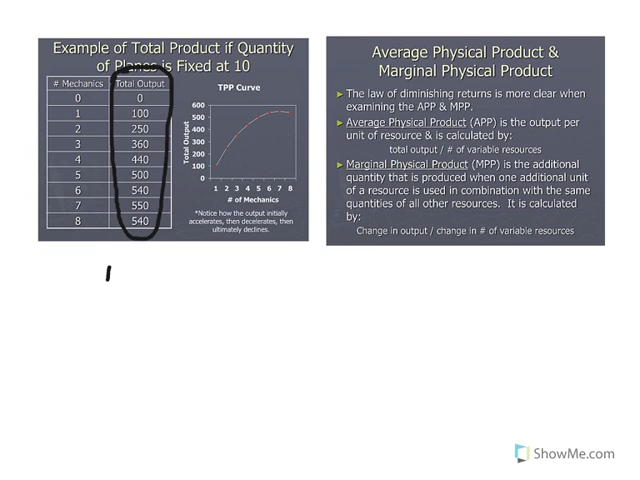 Example of Total Product if Quantity
of Planes is Fixed at 10
# Mechanics Total Output
0 0
1 100
2 250
3 360
4 440
5 500
6 540
7 550
8 540
TPP Curve
Total Output
600
500
400
300
200
100
0
1 2 3 4 5 6 7 8
# of Mechanics
*Notice how the output initially
accelerates, then decelerates, then
ultimately declines.
Average Physical Product &
Marginal Physical Product
The law of diminishing returns is more clear when
examining the APP & MPP.
Average Physical Product (APP) is the output per
unit of resource & is calculated by:
total output / # of variable resources
Marginal Physical Product (MPP) is the additional
quantity that is produced when one additional unit
of a resource is used in combination with the same
quantities of all other resources. It is calculated
by:
Change in output / change in # of variable resources
ShowMe.com